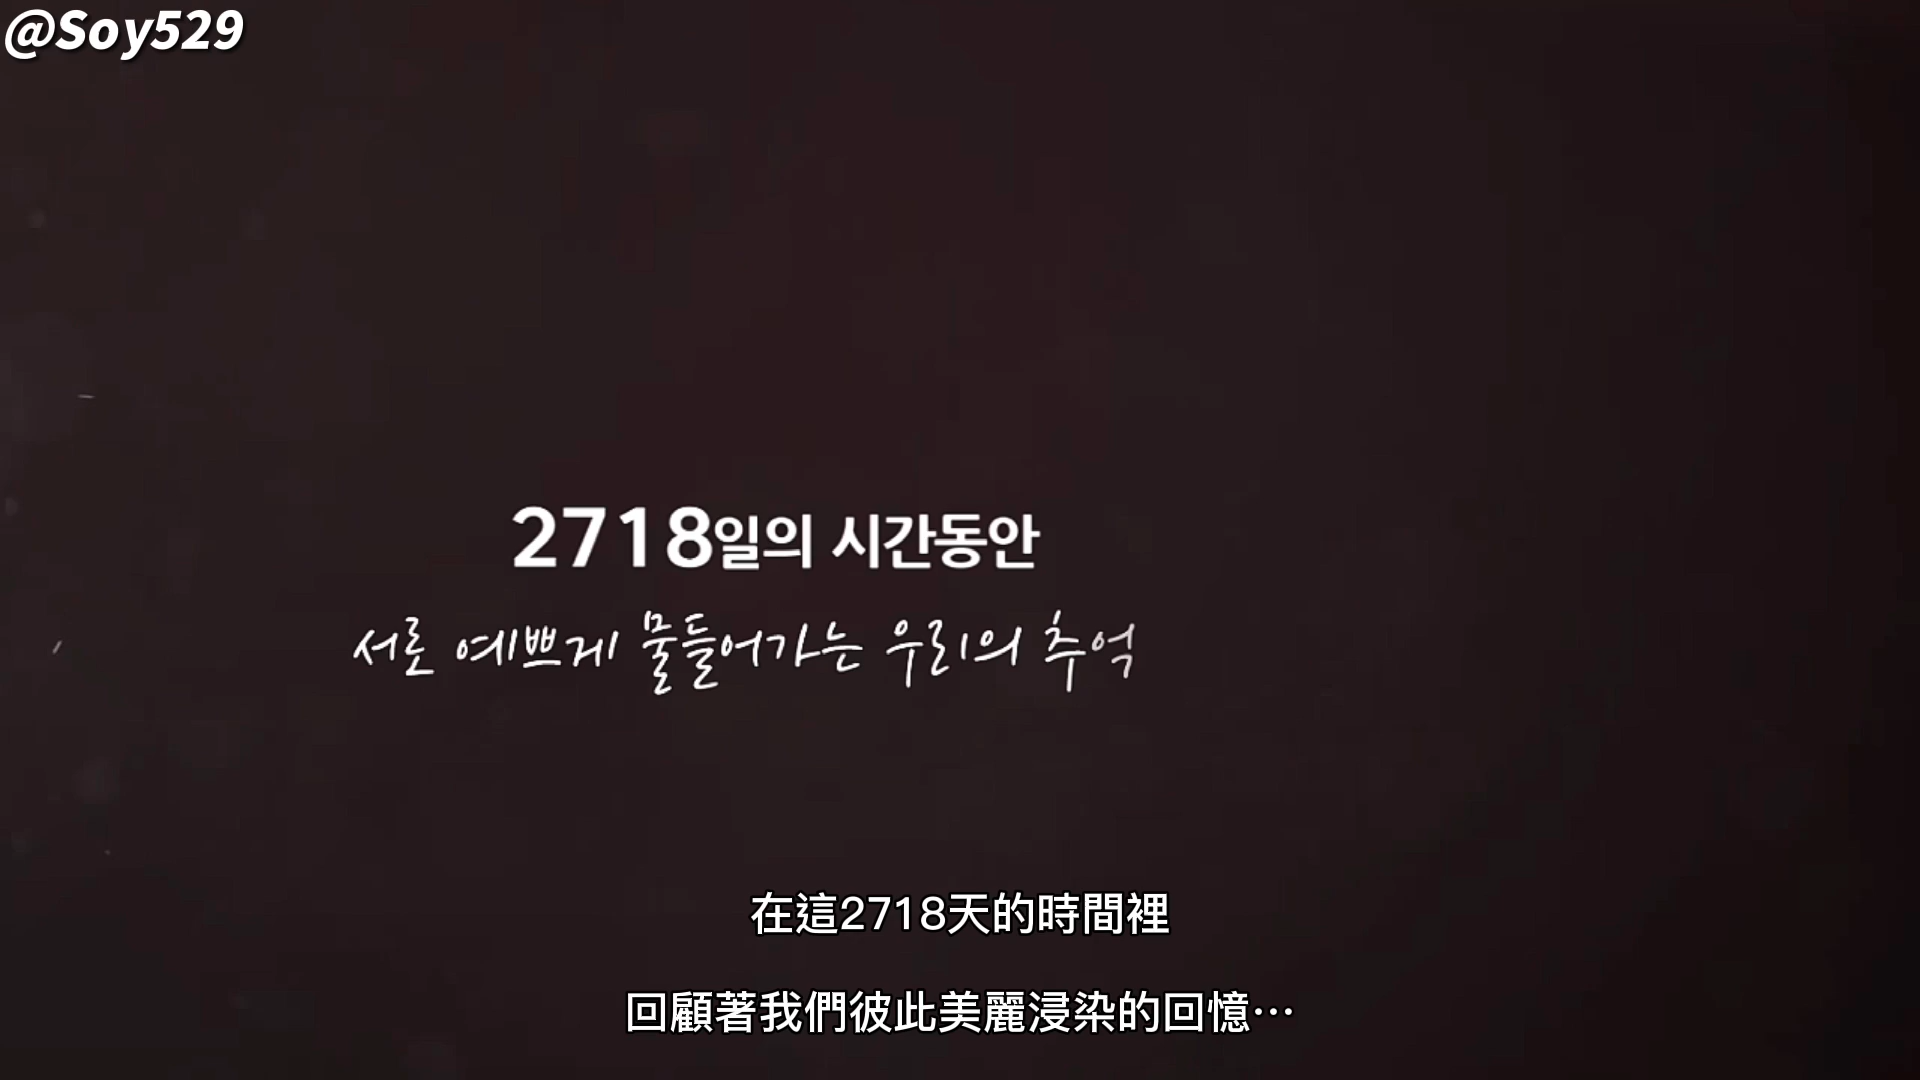 @Soy529
2718일의 시간동안
서로 예쁘게 물들어가는 우리의 추억
在這2718天的時間裡
回顧著我們彼此美麗浸染的回憶⋯